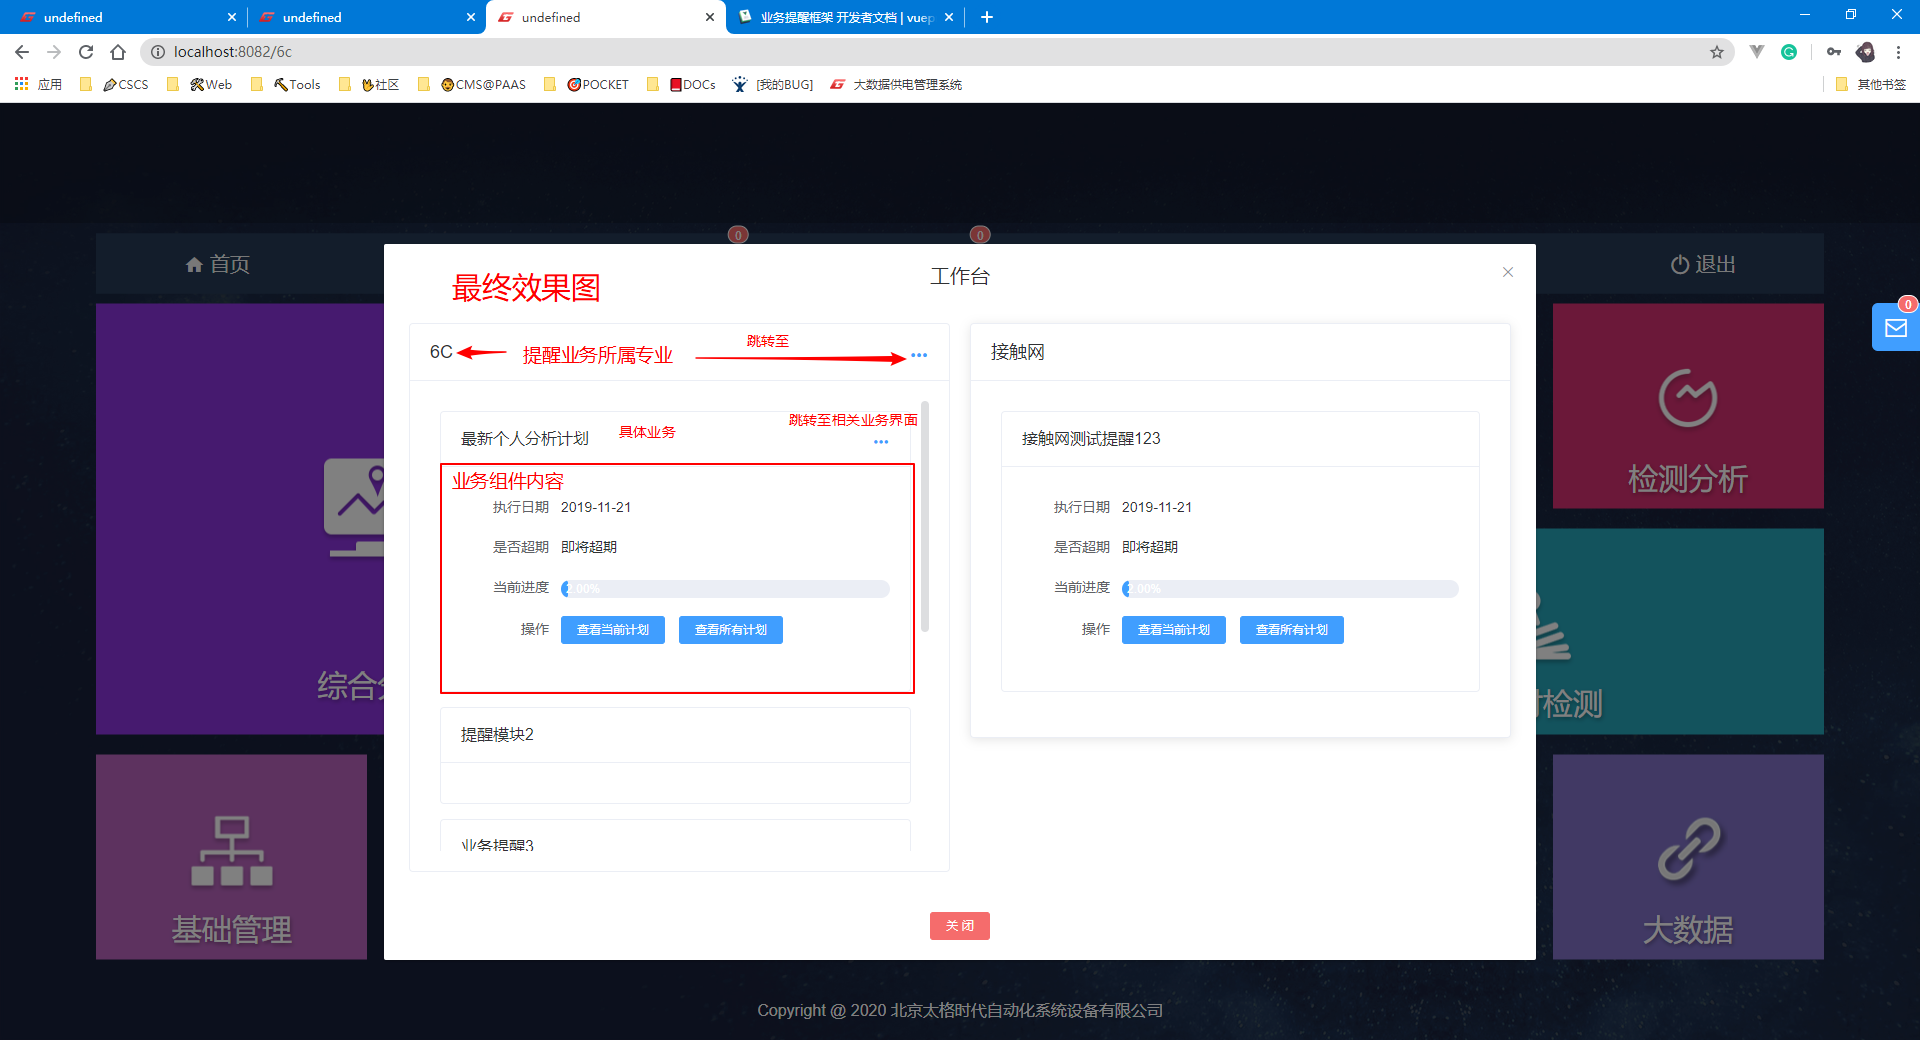 undefined
undefined
undefined
业务提醒框架 开发者文档 | vuep
localhost:8082/6c
应用
CSCS
Web
Tools
社区
CMS@PAAS
POCKET
DOCs
[我的BUG]
大数据供电管理系统
其他书签
0
0
首页
退出
0
最终效果图
工作台
6C
提醒业务所属专业
跳转至
接触网
最新个人分析计划
具体业务
跳转至相关业务界面
业务组件内容
执行日期 2019-11-21
是否超期 即将超期
当前进度 2.00%
操作 查看当前计划 查看所有计划
提醒模块2
业务提醒3
接触网测试提醒123
执行日期 2019-11-21
是否超期 即将超期
当前进度 2.00%
操作 查看当前计划 查看所有计划
关 闭
综合
检测分析
检测
基础管理
大数据
Copyright @ 2020 北京太格时代自动化系统设备有限公司